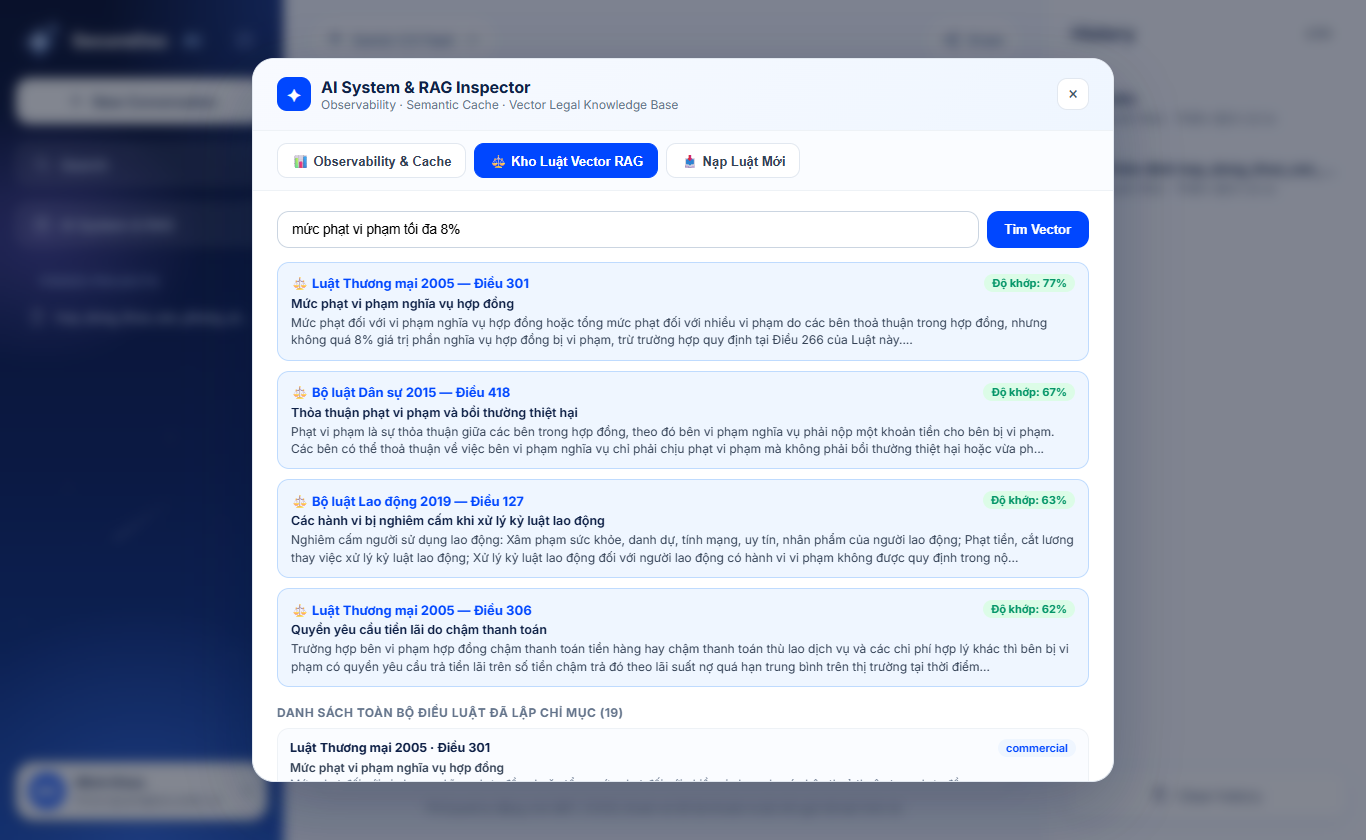 AI System & RAG Inspector
Observability · Semantic Cache · Vector Legal Knowledge Base
×
📊 Observability & Cache
⚖️ Kho Luật Vector RAG
📥 Nạp Luật Mới
mức phạt vi phạm tối đa 8%
Tìm Vector
⚖️ Luật Thương mại 2005 — Điều 301
Độ khớp: 77%
Mức phạt vi phạm nghĩa vụ hợp đồng
Mức phạt đối với vi phạm nghĩa vụ hợp đồng hoặc tổng mức phạt đối với nhiều vi phạm do các bên thoả thuận trong hợp đồng, nhưng
không quá 8% giá trị phần nghĩa vụ hợp đồng bị vi phạm, trừ trường hợp quy định tại Điều 266 của Luật này....
⚖️ Bộ luật Dân sự 2015 — Điều 418
Độ khớp: 67%
Thỏa thuận phạt vi phạm và bồi thường thiệt hại
Phạt vi phạm là sự thỏa thuận giữa các bên trong hợp đồng, theo đó bên vi phạm nghĩa vụ phải nộp một khoản tiền cho bên bị vi phạm.
Các bên có thể thoả thuận về việc bên vi phạm nghĩa vụ chỉ phải chịu phạt vi phạm mà không phải bồi thường thiệt hại hoặc vừa ph...
⚖️ Bộ luật Lao động 2019 — Điều 127
Độ khớp: 63%
Các hành vi bị nghiêm cấm khi xử lý kỷ luật lao động
Nghiêm cấm người sử dụng lao động: Xâm phạm sức khỏe, danh dự, tính mạng, uy tín, nhân phẩm của người lao động; Phạt tiền, cắt lương
thay việc xử lý kỷ luật lao động; Xử lý kỷ luật lao động đối với người lao động có hành vi vi phạm không được quy định trong nộ...
⚖️ Luật Thương mại 2005 — Điều 306
Độ khớp: 62%
Quyền yêu cầu tiền lãi do chậm thanh toán
Trường hợp bên vi phạm hợp đồng chậm thanh toán tiền hàng hay chậm thanh toán thù lao dịch vụ và các chi phí hợp lý khác thì bên bị vi
phạm có quyền yêu cầu trả tiền lãi trên số tiền chậm trả đó theo lãi suất nợ quá hạn trung bình trên thị trường tại thời điểm...
DANH SÁCH TOÀN BỘ ĐIỀU LUẬT ĐÃ LẬP CHỈ MỤC (19)
Luật Thương mại 2005 · Điều 301
commercial
Mức phạt vi phạm nghĩa vụ hợp đồng